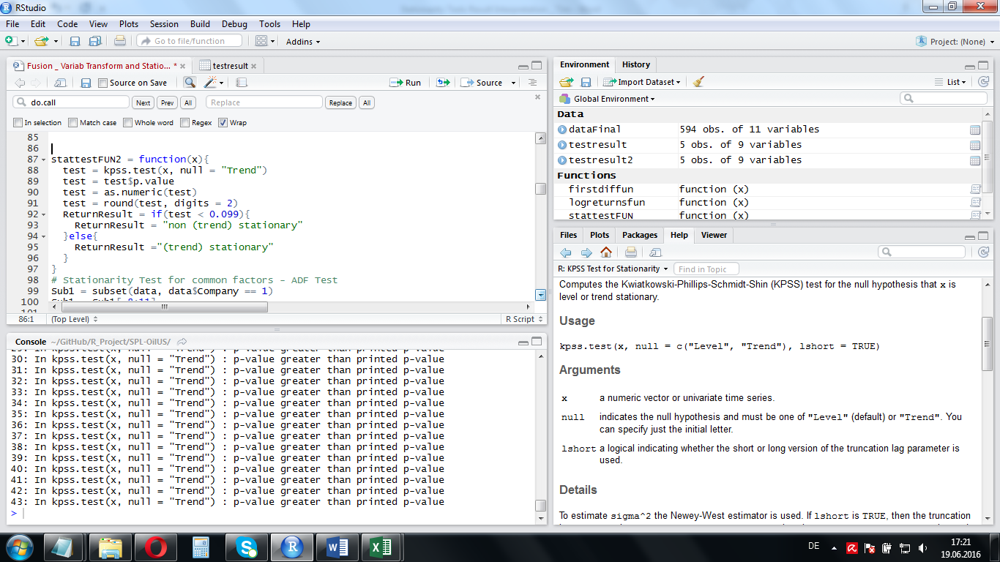 RStudio
File Edit Code View Plots Session Build Debug Tools Help
Go to file/function Addins Project: (None)
Fusion _ Variab Transform and Statio... * testresult
Source on Save Run Source
do.call Next Prev All Replace Replace All
In selection Match case Whole word Regex Wrap
85
86
87 stattestFUN2 = function(x){
88 test = kpss.test(x, null = "Trend")
89 test = test$p.value
90 test = as.numeric(test)
91 test = round(test, digits = 2)
92 ReturnResult = if(test < 0.099){
93 ReturnResult = "non (trend) stationary"
94 }else{
95 ReturnResult ="(trend) stationary"
96 }
97 }
98 # Stationarity Test for common factors - ADF Test
99 Sub1 = subset(data, data$Company == 1)
100
101
86:1 (Top Level) R Script
Console ~/GitHub/R_Project/SPL-OilUS/
29: In kpss.test(x, null = "Trend") : p-value greater than printed p-value
30: In kpss.test(x, null = "Trend") : p-value greater than printed p-value
31: In kpss.test(x, null = "Trend") : p-value greater than printed p-value
32: In kpss.test(x, null = "Trend") : p-value greater than printed p-value
33: In kpss.test(x, null = "Trend") : p-value greater than printed p-value
34: In kpss.test(x, null = "Trend") : p-value greater than printed p-value
35: In kpss.test(x, null = "Trend") : p-value greater than printed p-value
36: In kpss.test(x, null = "Trend") : p-value greater than printed p-value
37: In kpss.test(x, null = "Trend") : p-value greater than printed p-value
38: In kpss.test(x, null = "Trend") : p-value greater than printed p-value
39: In kpss.test(x, null = "Trend") : p-value greater than printed p-value
40: In kpss.test(x, null = "Trend") : p-value greater than printed p-value
41: In kpss.test(x, null = "Trend") : p-value greater than printed p-value
42: In kpss.test(x, null = "Trend") : p-value greater than printed p-value
43: In kpss.test(x, null = "Trend") : p-value greater than printed p-value
>
Environment History
Import Dataset List
Global Environment
Data
dataFinal 594 obs. of 11 variables
testresult 5 obs. of 9 variables
testresult2 5 obs. of 9 variables
Functions
firstdiffun function (x)
logreturnsfun function (x)
stattestFUN function (x)
Files Plots Packages Help Viewer
R: KPSS Test for Stationarity Find in Topic
Computes the Kwiatkowski-Phillips-Schmidt-Shin (KPSS) test for the null hypothesis that x is
level or trend stationary.
Usage
kpss.test(x, null = c("Level", "Trend"), lshort = TRUE)
Arguments
x a numeric vector or univariate time series.
null indicates the null hypothesis and must be one of "Level" (default) or "Trend". You
can specify just the initial letter.
lshort a logical indicating whether the short or long version of the truncation lag parameter is
used.
Details
To estimate sigma^2 the Newey-West estimator is used. If lshort is TRUE, then the truncation
DE 17:21
19.06.2016